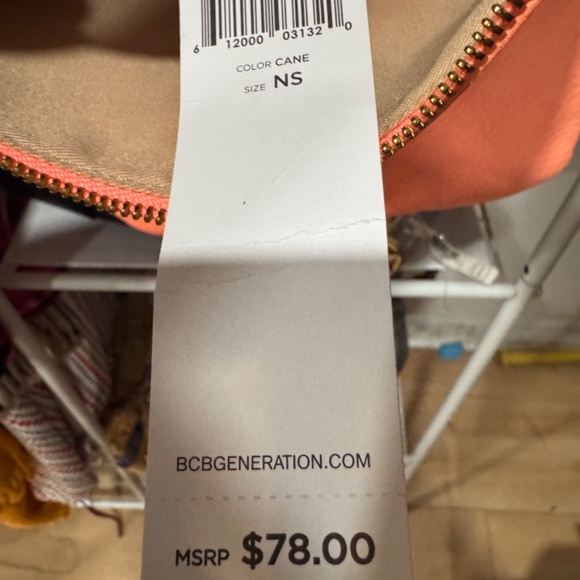 6 12000 03132 0
COLOR CANE
SIZE NS
BCBGENERATION.COM
MSRP $78.00